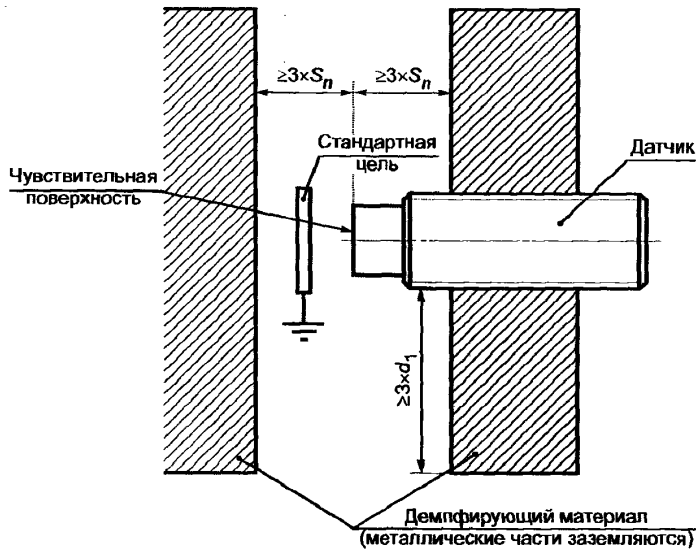 ≥3×Sₙ
≥3×Sₙ
Стандартная
цель
Датчик
Чувствительная
поверхность
≥3×d₁
Демпфирующий материал
(металлические части заземляются)